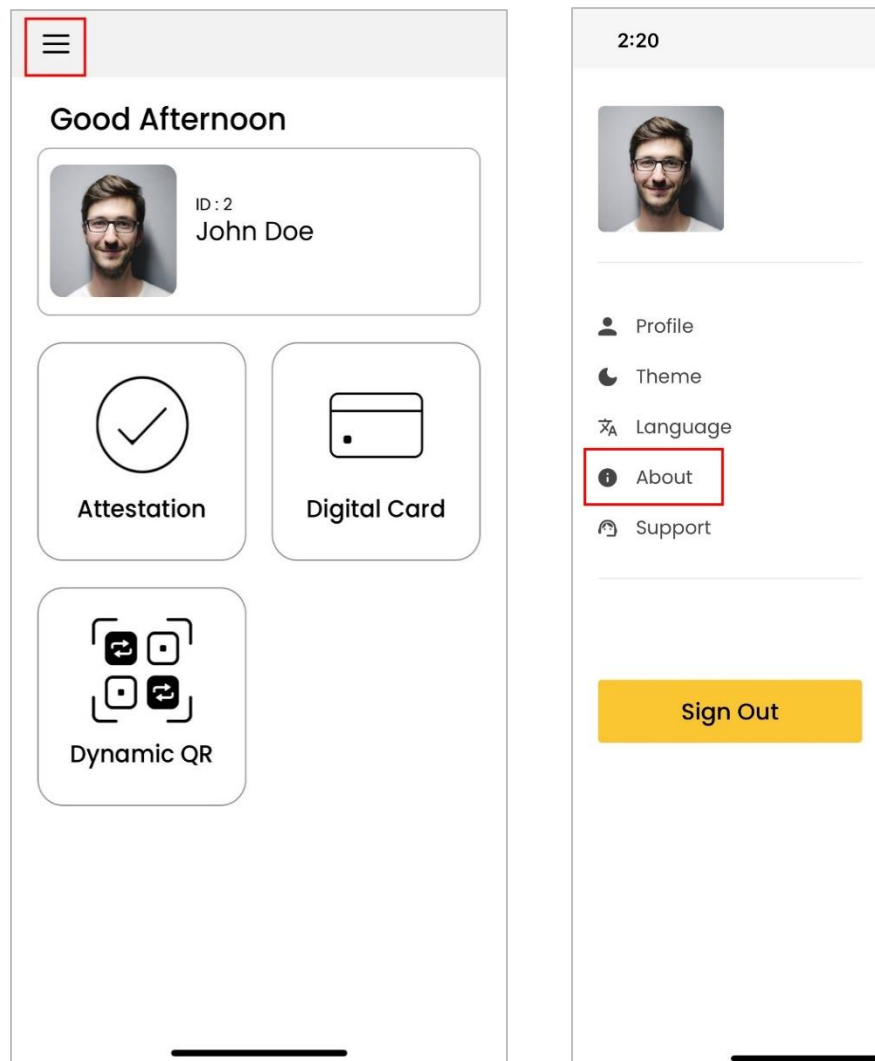 Good Afternoon
ID : 2
John Doe
Attestation
Digital Card
Dynamic QR
2:20
Profile
Theme
Language
About
Support
Sign Out